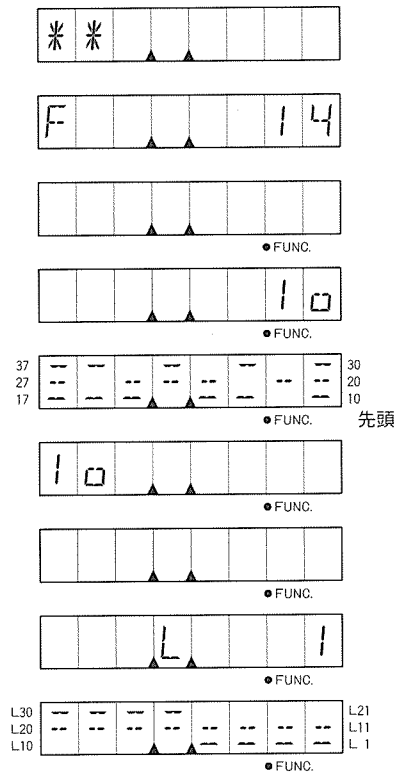 * *
F 14
FUNC.
1o
FUNC.
37 30
27 20
17 10
FUNC. 先頭
1o
FUNC.
FUNC.
L 1
FUNC.
L30 L21
L20 L11
L10 L 1
FUNC.